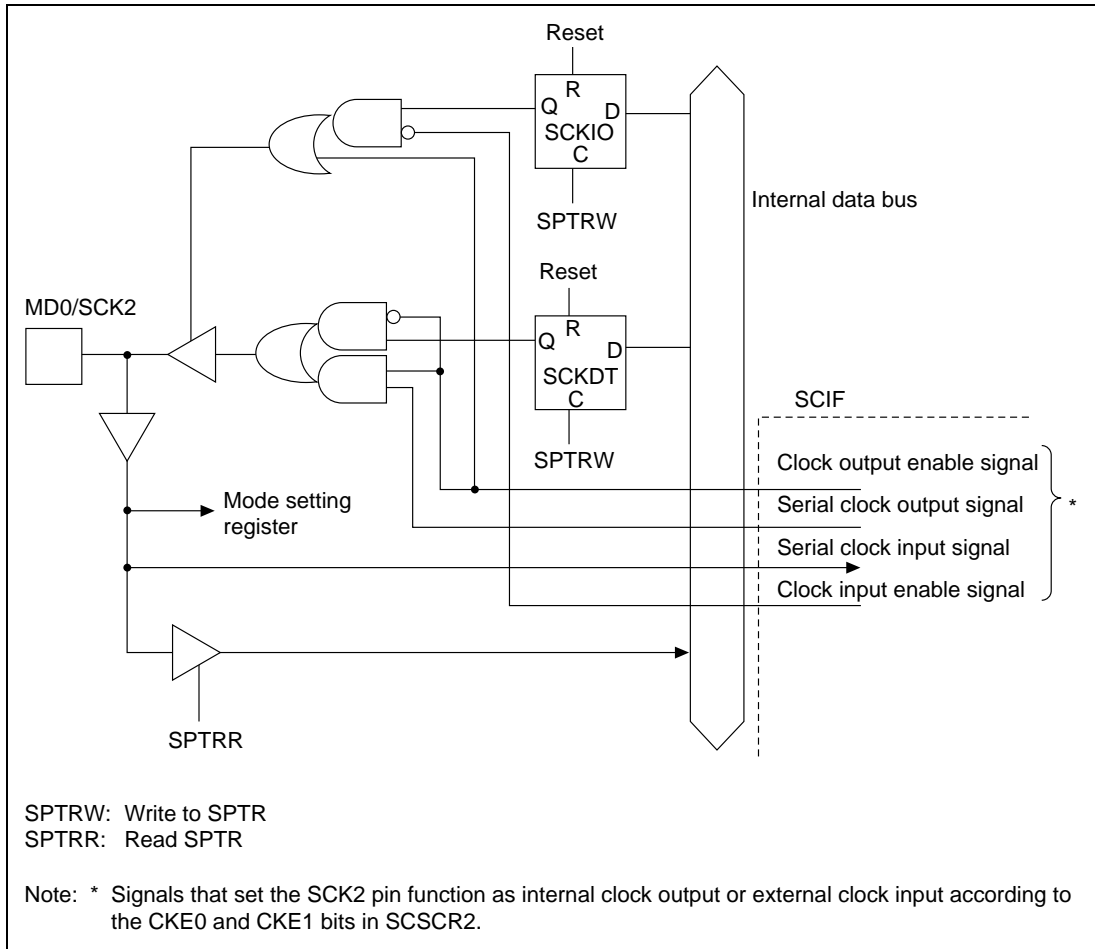 Reset
R
Q
D
SCKIO
C
SPTRW
Internal data bus
Reset
MD0/SCK2
R
Q
D
SCKDT
C
SCIF
SPTRW
Clock output enable signal
Mode setting
register
Serial clock output signal
*
Serial clock input signal
Clock input enable signal
SPTRR
SPTRW: Write to SPTR
SPTRR: Read SPTR
Note: * Signals that set the SCK2 pin function as internal clock output or external clock input according to
the CKE0 and CKE1 bits in SCSCR2.